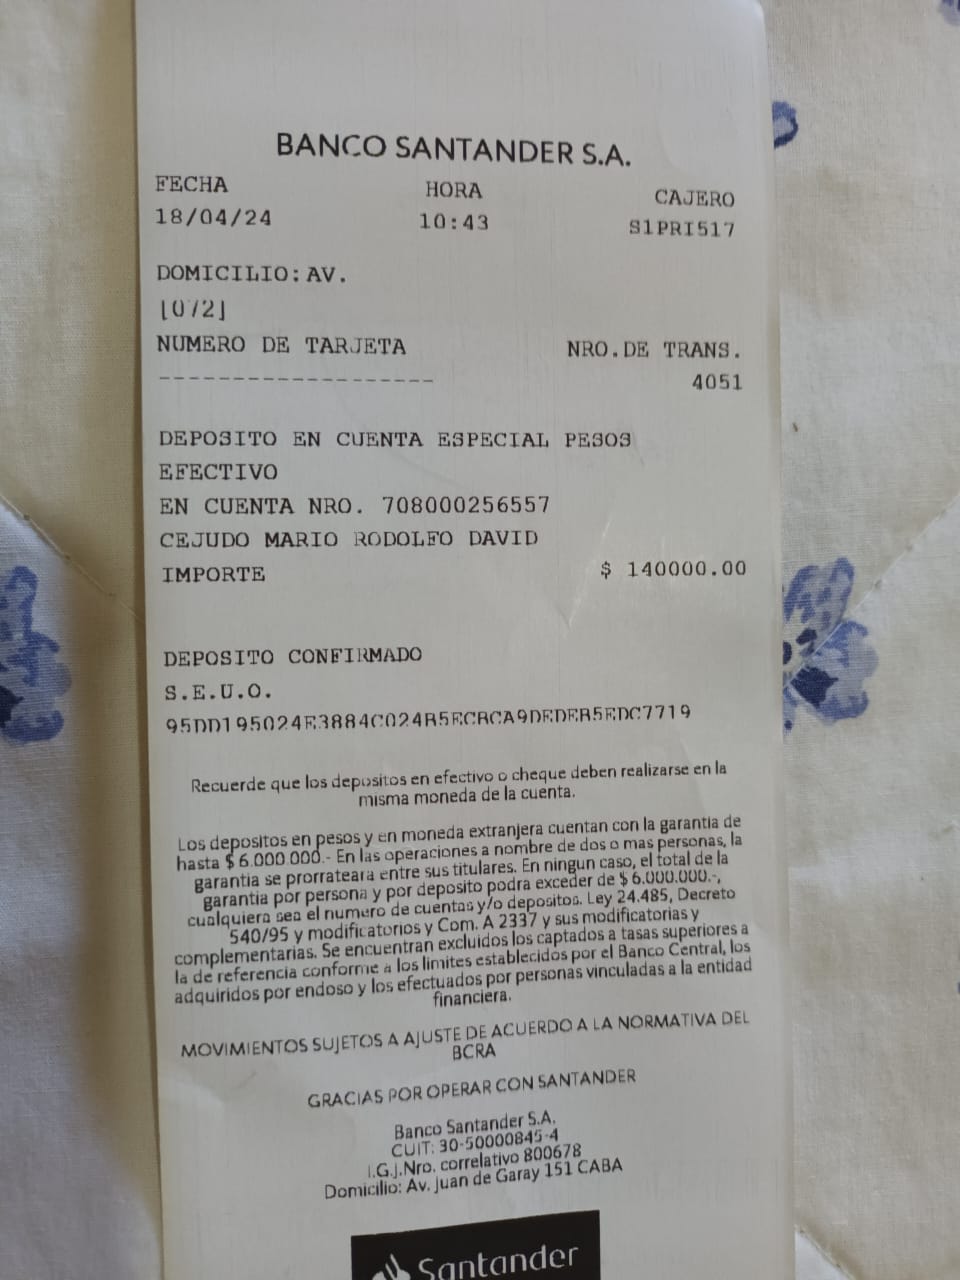 BANCO SANTANDER S.A.
FECHA HORA CAJERO
18/04/24 10:43 S1PRI517
DOMICILIO: AV.
[072]
NUMERO DE TARJETA NRO.DE TRANS.
------------------- 4051
DEPOSITO EN CUENTA ESPECIAL PESOS
EFECTIVO
EN CUENTA NRO. 708000256557
CEJUDO MARIO RODOLFO DAVID
IMPORTE $ 140000.00
DEPOSITO CONFIRMADO
S.E.U.O.
Recuerde que los depositos en efectivo o cheque deben realizarse en la
misma moneda de la cuenta.
Los depositos en pesos y en moneda extranjera cuentan con la garantia de
hasta $ 6.000.000.- En las operaciones a nombre de dos o mas personas, la
garantia se prorrateara entre sus titulares. En ningun caso, el total de la
garantia por persona y por deposito podra exceder de $ 6.000.000.-,
cualquiera sea el numero de cuentas y/o depositos. Ley 24.485, Decreto
540/95 y modificatorios y Com. A 2337 y sus modificatorias y
complementarias. Se encuentran excluidos los captados a tasas superiores a
la de referencia conforme a los limites establecidos por el Banco Central, los
adquiridos por endoso y los efectuados por personas vinculadas a la entidad
financiera.
MOVIMIENTOS SUJETOS A AJUSTE DE ACUERDO A LA NORMATIVA DEL
BCRA
GRACIAS POR OPERAR CON SANTANDER
Banco Santander S.A.
CUIT: 30-50000845-4
I.G.J.Nro. correlativo 800678
Domicilio: Av. Juan de Garay 151 CABA
Santander